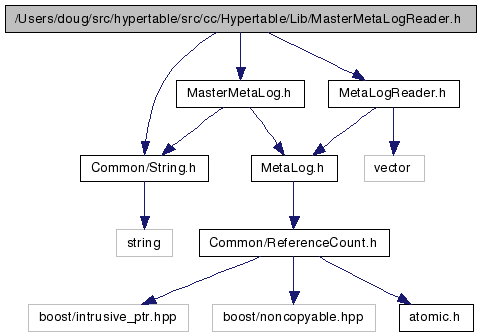 /Users/doug/src/hypertable/src/cc/Hypertable/Lib/MasterMetaLogReader.h
MasterMetaLog.h
MetaLogReader.h
Common/String.h
MetaLog.h
vector
string
Common/ReferenceCount.h
boost/intrusive_ptr.hpp
boost/noncopyable.hpp
atomic.h